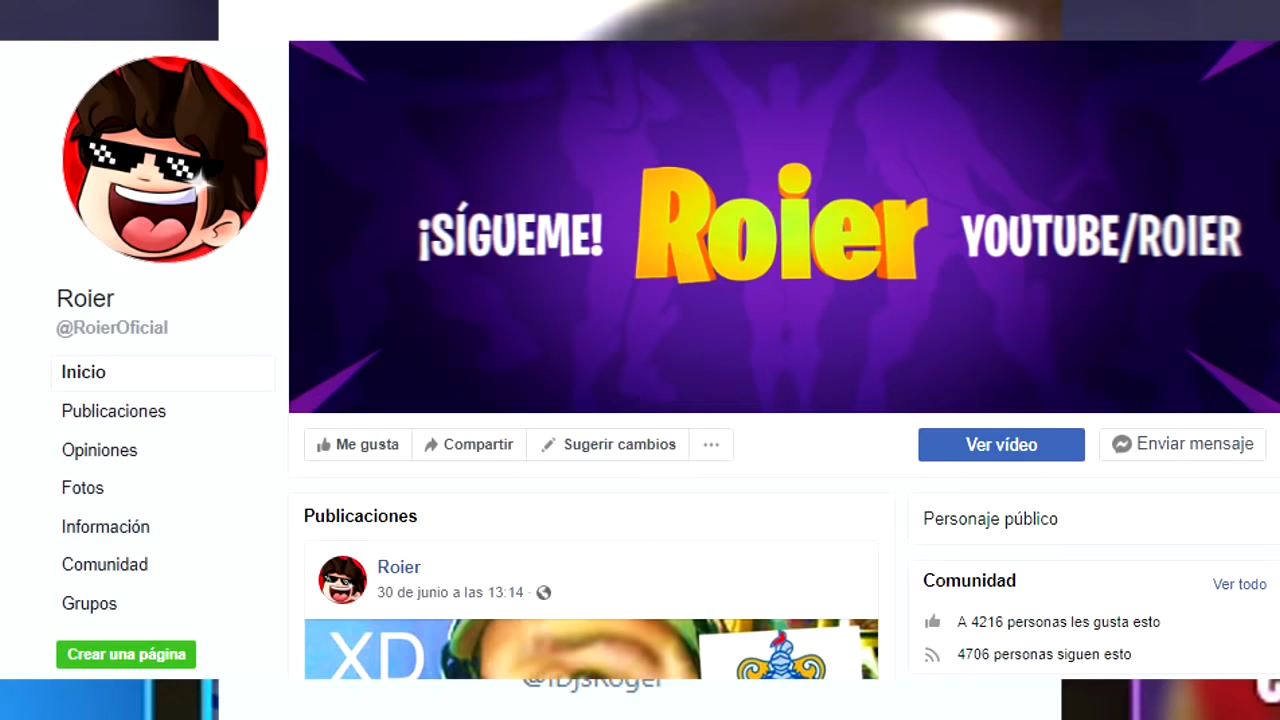 ¡SÍGUEME! Roier YOUTUBE/ROIER
Roier
@RoierOficial
Inicio
Publicaciones
Opiniones
Fotos
Información
Comunidad
Grupos
Crear una página
Me gusta Compartir Sugerir cambios ...
Ver vídeo Enviar mensaje
Publicaciones
Roier
30 de junio a las 13:14 ·
XD
Personaje público
Comunidad Ver todo
A 4216 personas les gusta esto
4706 personas siguen esto